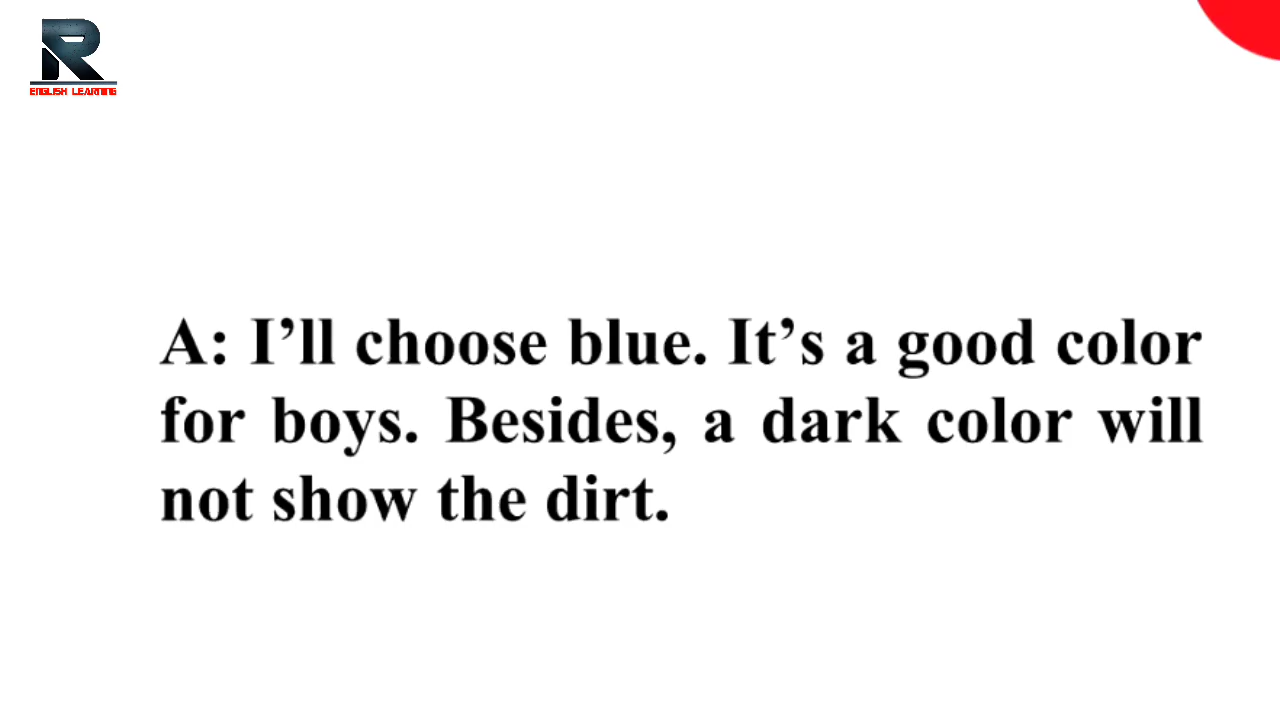 R
ENGLISH LEARNING
A: I’ll choose blue. It’s a good color
for boys. Besides, a dark color will
not show the dirt.